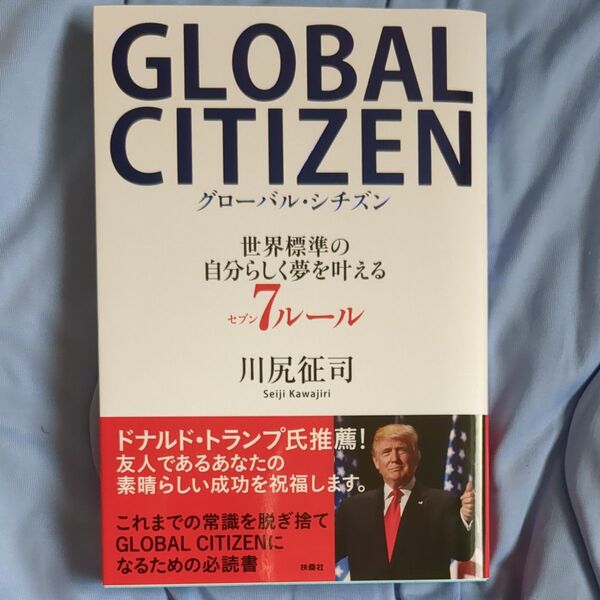 GLOBAL
CITIZEN
グローバル・シチズン
世界標準の
自分らしく夢を叶える
セブン
7ルール
川尻征司
Seiji Kawajiri
ドナルド・トランプ氏推薦!
友人であるあなたの
素晴らしい成功を祝福します。
これまでの常識を脱ぎ捨て
GLOBAL CITIZENに
なるための必読書
扶桑社